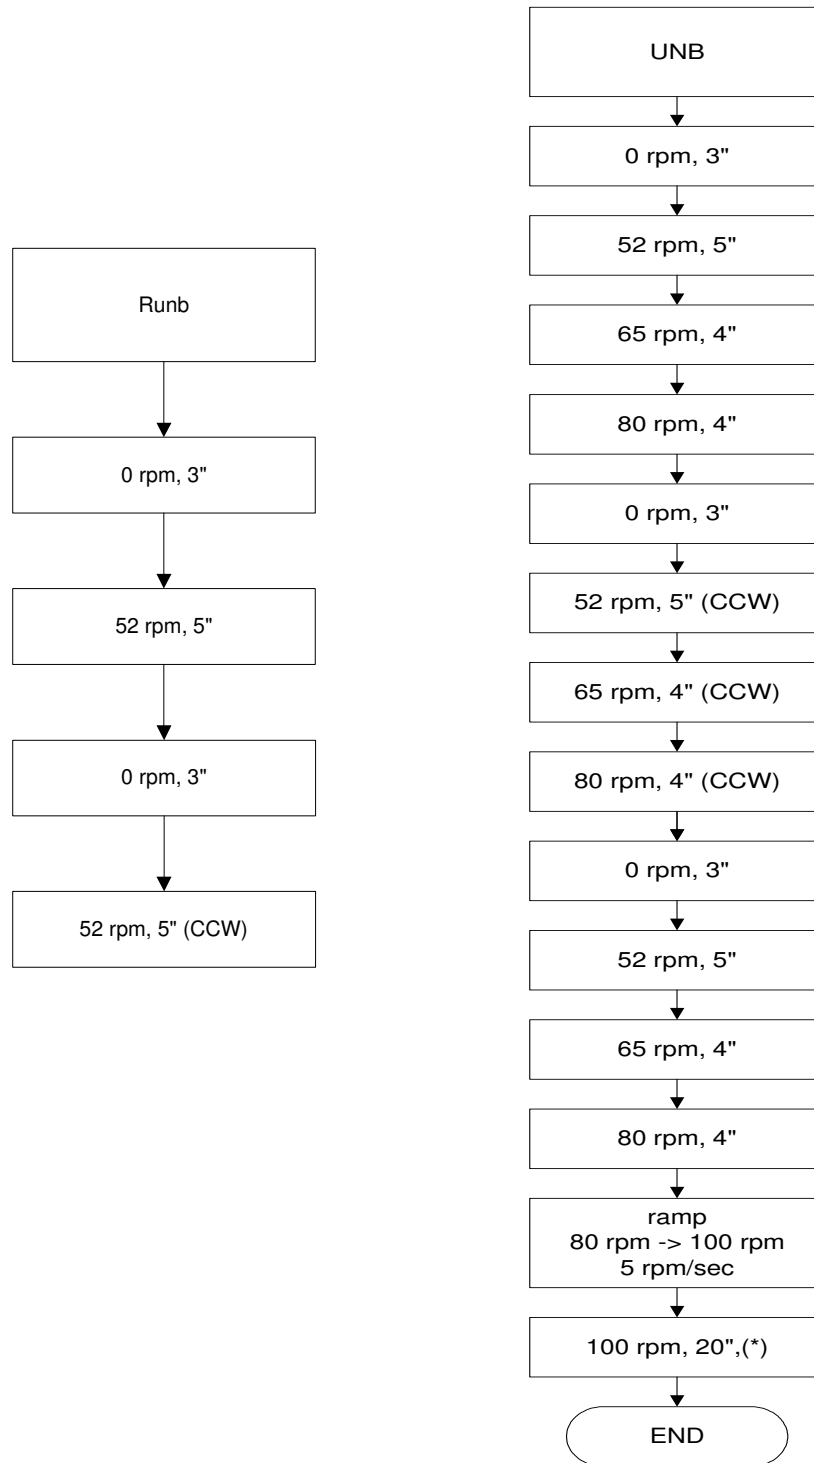 Runb
0 rpm, 3"
52 rpm, 5"
0 rpm, 3"
52 rpm, 5" (CCW)
UNB
0 rpm, 3"
52 rpm, 5"
65 rpm, 4"
80 rpm, 4"
0 rpm, 3"
52 rpm, 5" (CCW)
65 rpm, 4" (CCW)
80 rpm, 4" (CCW)
0 rpm, 3"
52 rpm, 5"
65 rpm, 4"
80 rpm, 4"
ramp
80 rpm -> 100 rpm
5 rpm/sec
100 rpm, 20",(*)
END